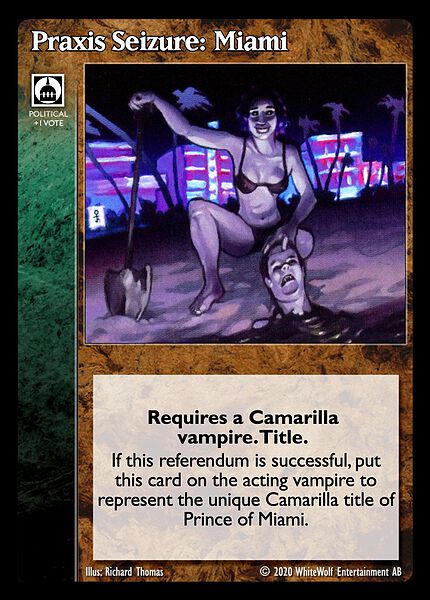 Praxis Seizure: Miami
POLITICAL
+1 VOTE
Requires a Camarilla
vampire.Title.
If this referendum is successful, put
this card on the acting vampire to
represent the unique Camarilla title of
Prince of Miami.
Illus: Richard Thomas © 2020 WhiteWolf Entertainment AB